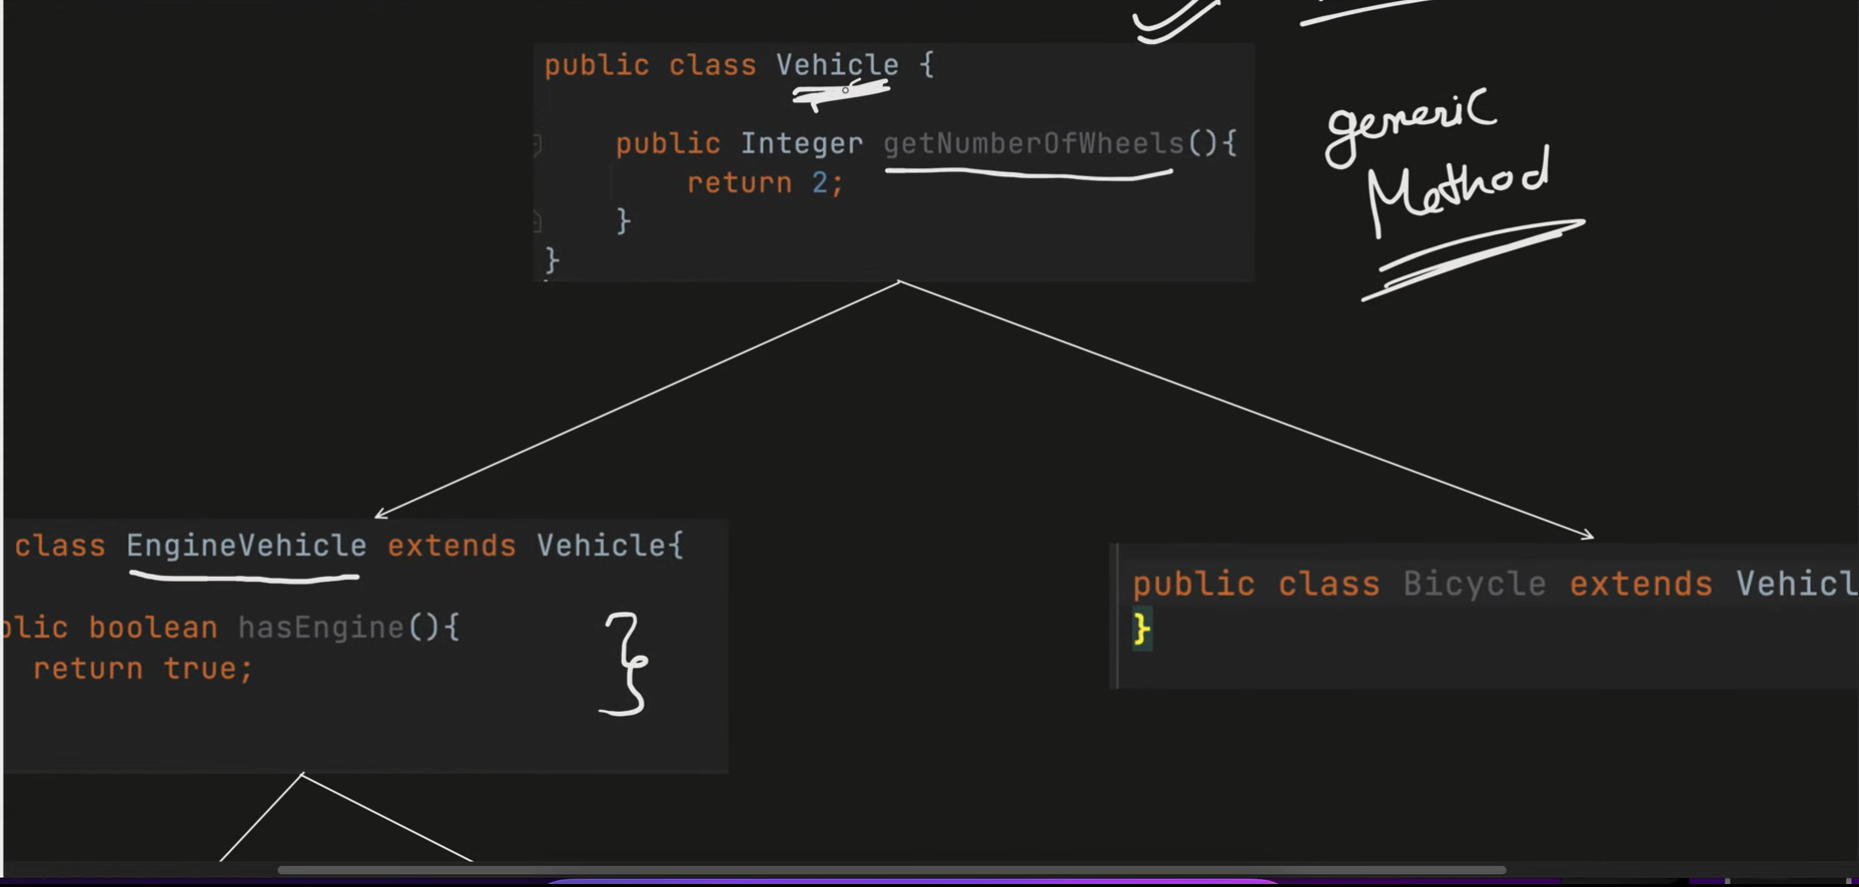 public class Vehicle {
public Integer getNumberOfWheels(){
return 2;
}
}
generic
Method
class EngineVehicle extends Vehicle{
blic boolean hasEngine(){
return true;
}
public class Bicycle extends Vehicl
}